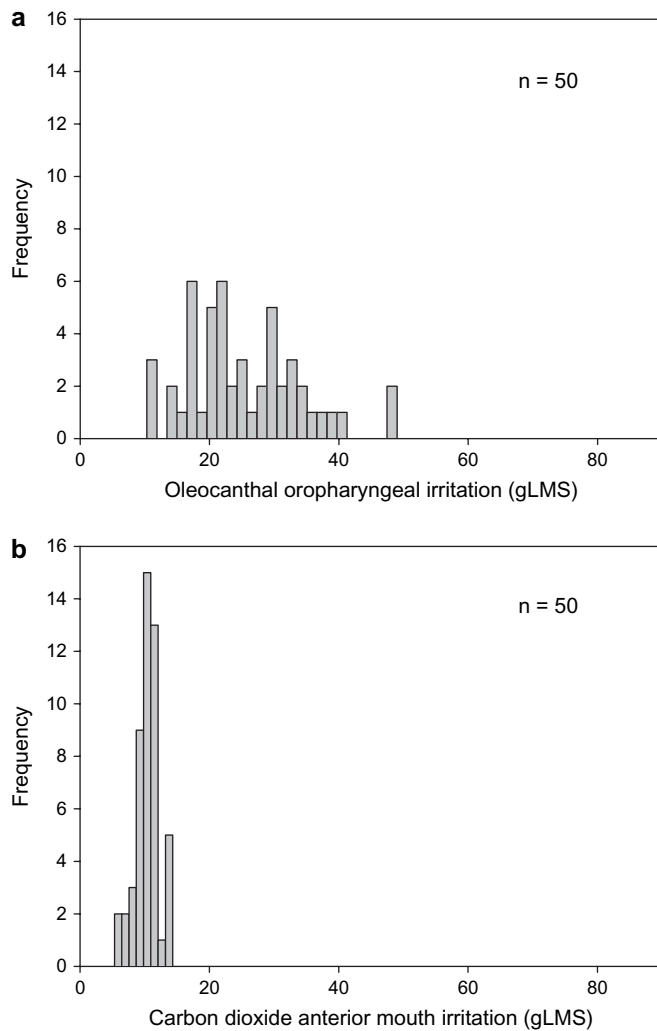 a
16
14
12
10
8
6
4
2
0
Frequency
n = 50
0 20 40 60 80
Oleocanthal oropharyngeal irritation (gLMS)
b
16
14
12
10
8
6
4
2
0
Frequency
n = 50
0 20 40 60 80
Carbon dioxide anterior mouth irritation (gLMS)